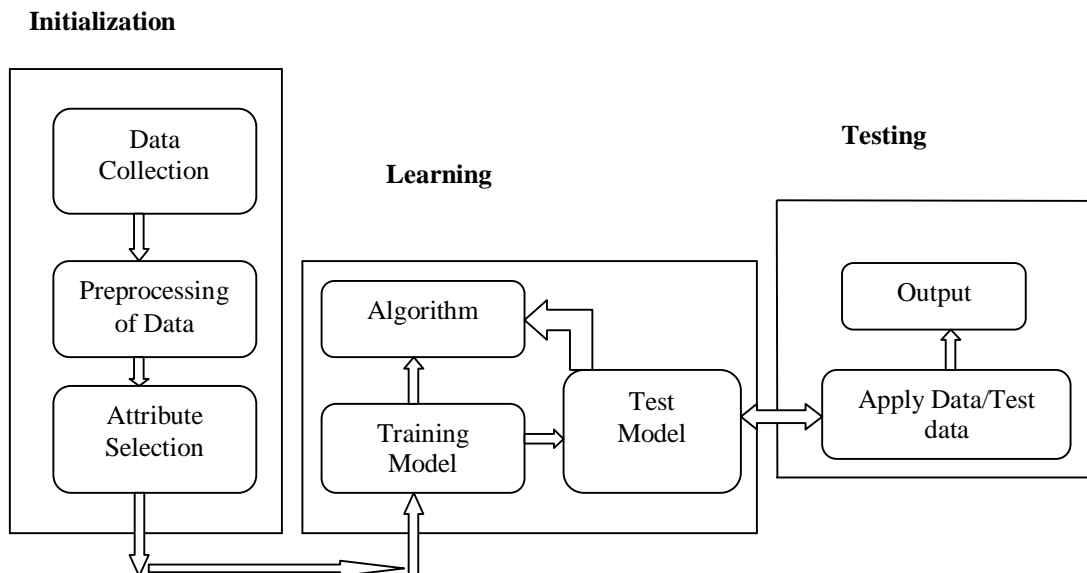 Initialization
Data
Collection
Preprocessing
of Data
Attribute
Selection
Learning
Algorithm
Training
Model
Test
Model
Testing
Output
Apply Data/Test
data